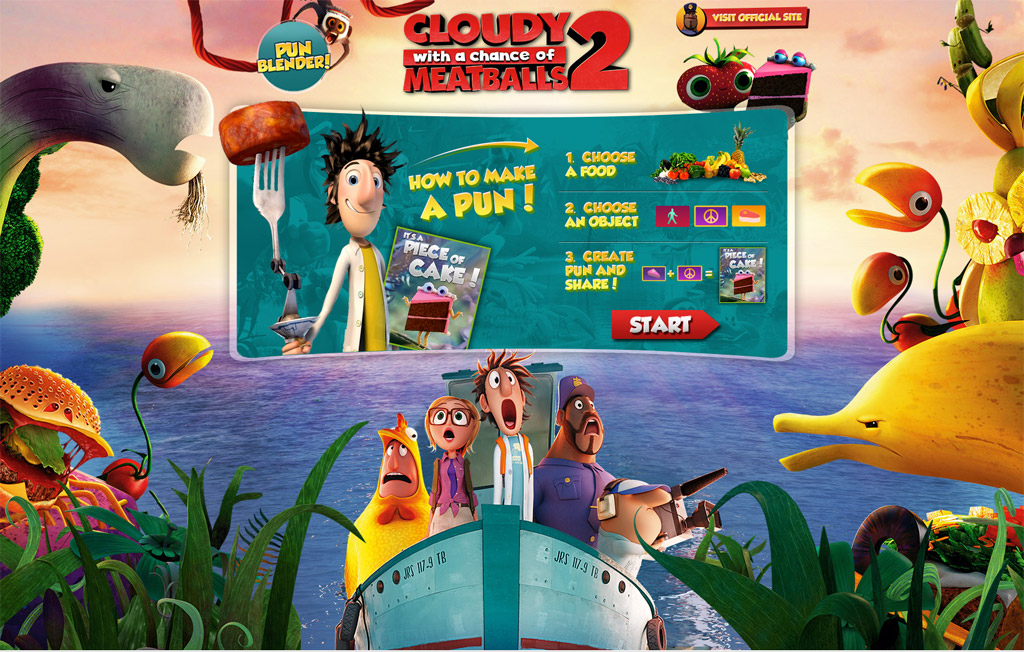 PUN
BLENDER!
CLOUDY
with a chance of
MEATBALLS 2
VISIT OFFICIAL SITE
HOW TO MAKE
A PUN!
IT'S A
PIECE OF
CAKE!
1. CHOOSE
A FOOD
2. CHOOSE
AN OBJECT
3. CREATE
PUN AND
SHARE!
+
=
IT'S A
PIECE OF
CAKE!
START
JRS 117-9 TB
JRS 117-9 TB